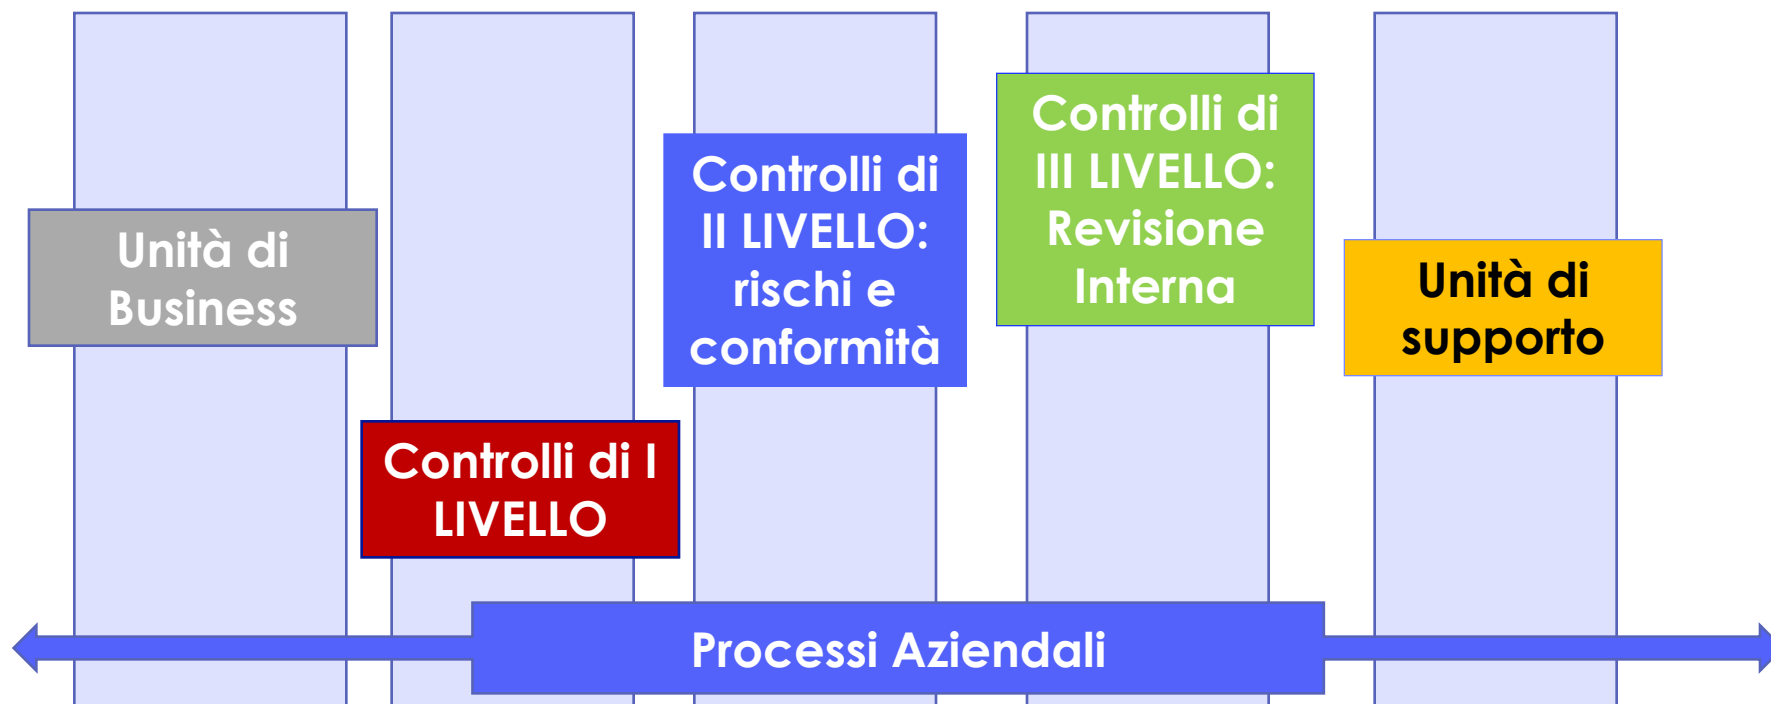 Unità di
Business
Controlli di I
LIVELLO
Controlli di
II LIVELLO:
rischi e
conformità
Controlli di
III LIVELLO:
Revisione
Interna
Unità di
supporto
Processi Aziendali